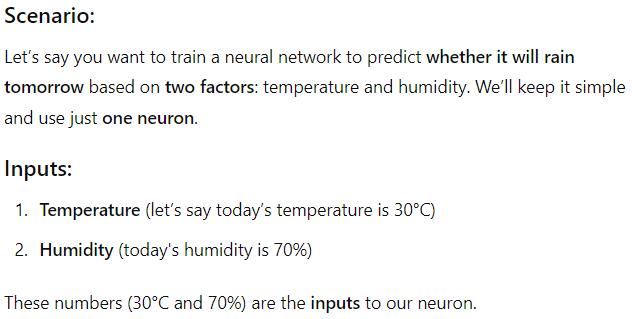 Scenario:
Let’s say you want to train a neural network to predict whether it will rain
tomorrow based on two factors: temperature and humidity. We’ll keep it simple
and use just one neuron.
Inputs:
1. Temperature (let’s say today’s temperature is 30°C)
2. Humidity (today's humidity is 70%)
These numbers (30°C and 70%) are the inputs to our neuron.